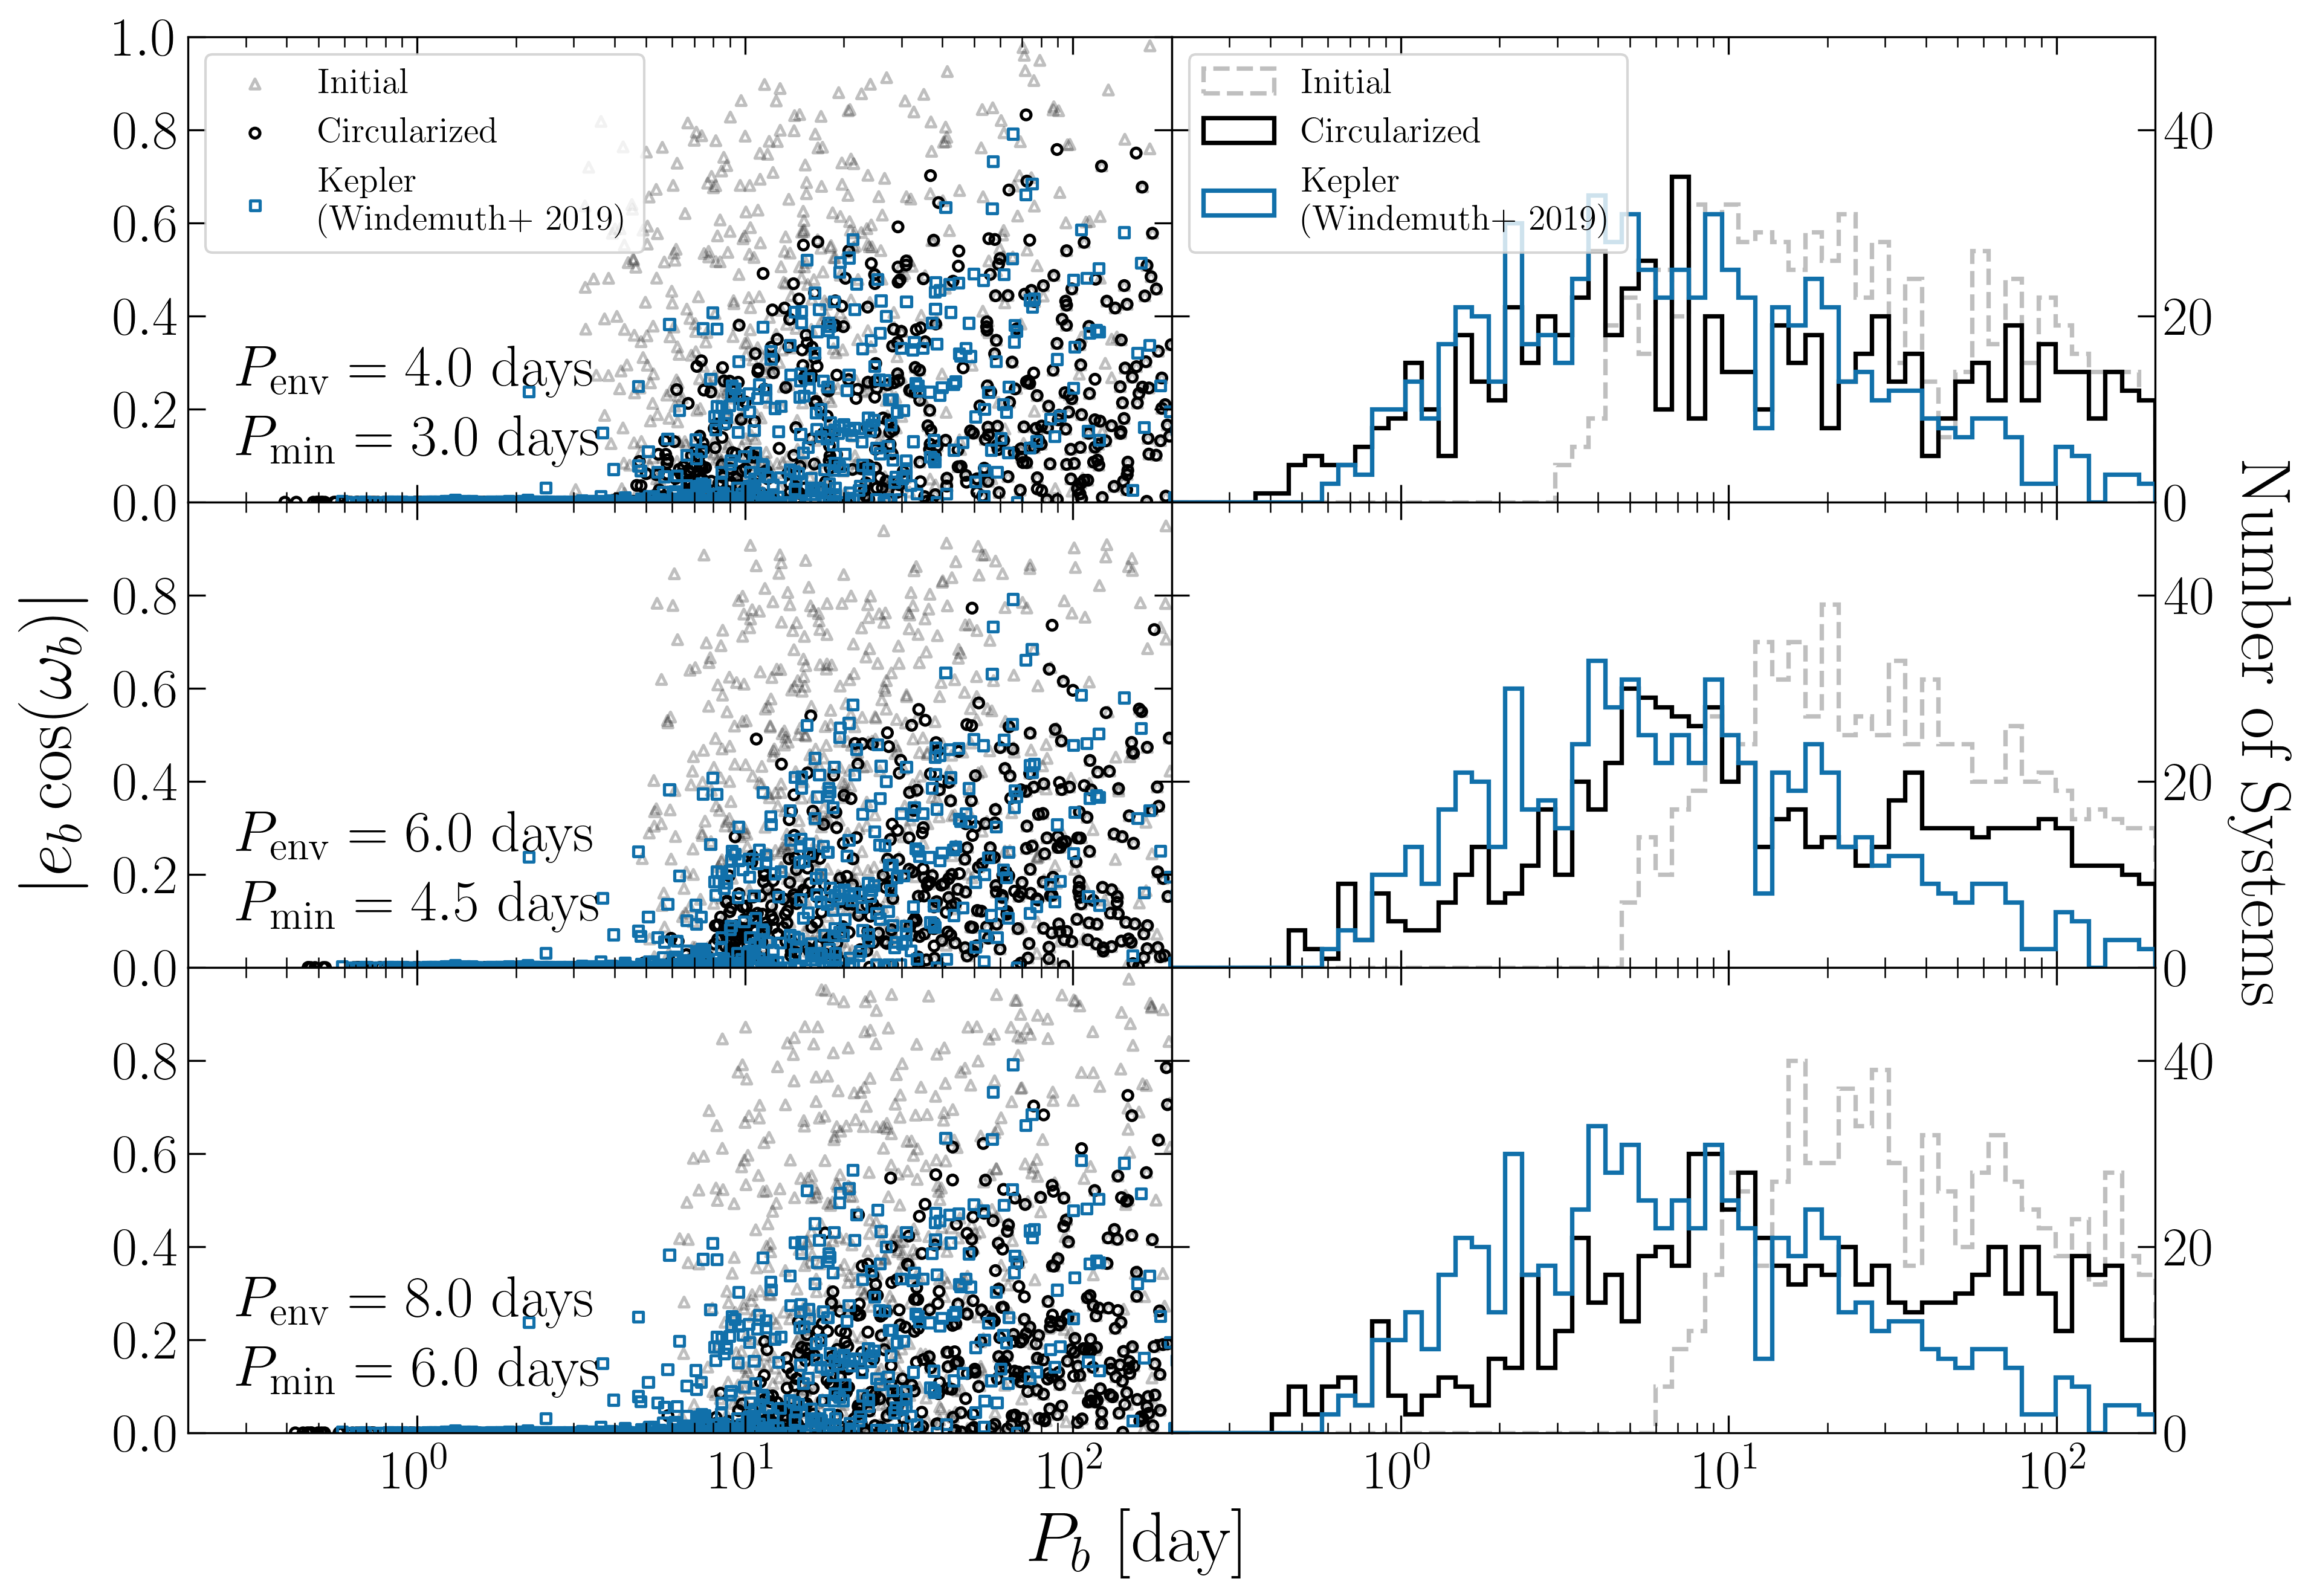 1.0
0.8
0.6
0.4
0.2
0.0
Initial
Circularized
Kepler
(Windemuth+ 2019)
P_env = 4.0 days
P_min = 3.0 days
Initial
Circularized
Kepler
(Windemuth+ 2019)
40
20
0
0.8
0.6
0.4
0.2
0.0
|e_b cos(ω_b)|
P_env = 6.0 days
P_min = 4.5 days
40
20
0
Number of Systems
0.8
0.6
0.4
0.2
0.0
P_env = 8.0 days
P_min = 6.0 days
40
20
0
10^0 10^1 10^2 10^0 10^1 10^2
P_b [day]